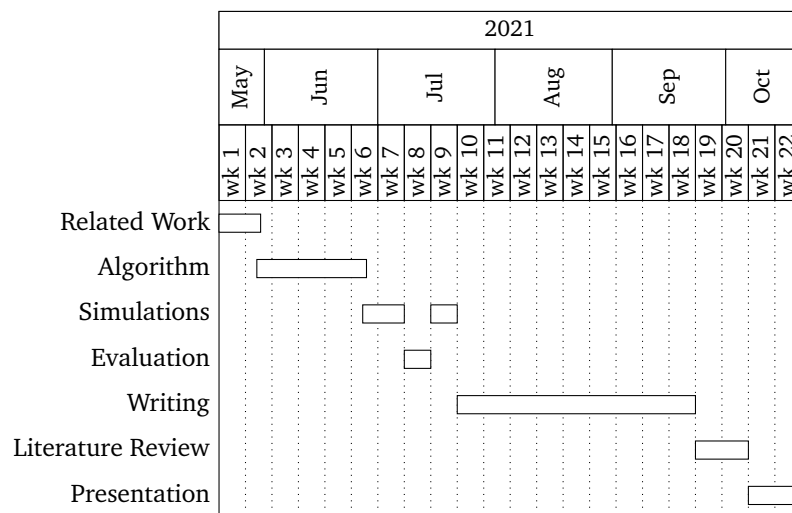 2021
May Jun Jul Aug Sep Oct
wk 1 wk 2 wk 3 wk 4 wk 5 wk 6 wk 7 wk 8 wk 9 wk 10 wk 11 wk 12 wk 13 wk 14 wk 15 wk 16 wk 17 wk 18 wk 19 wk 20 wk 21 wk 22
Related Work
Algorithm
Simulations
Evaluation
Writing
Literature Review
Presentation